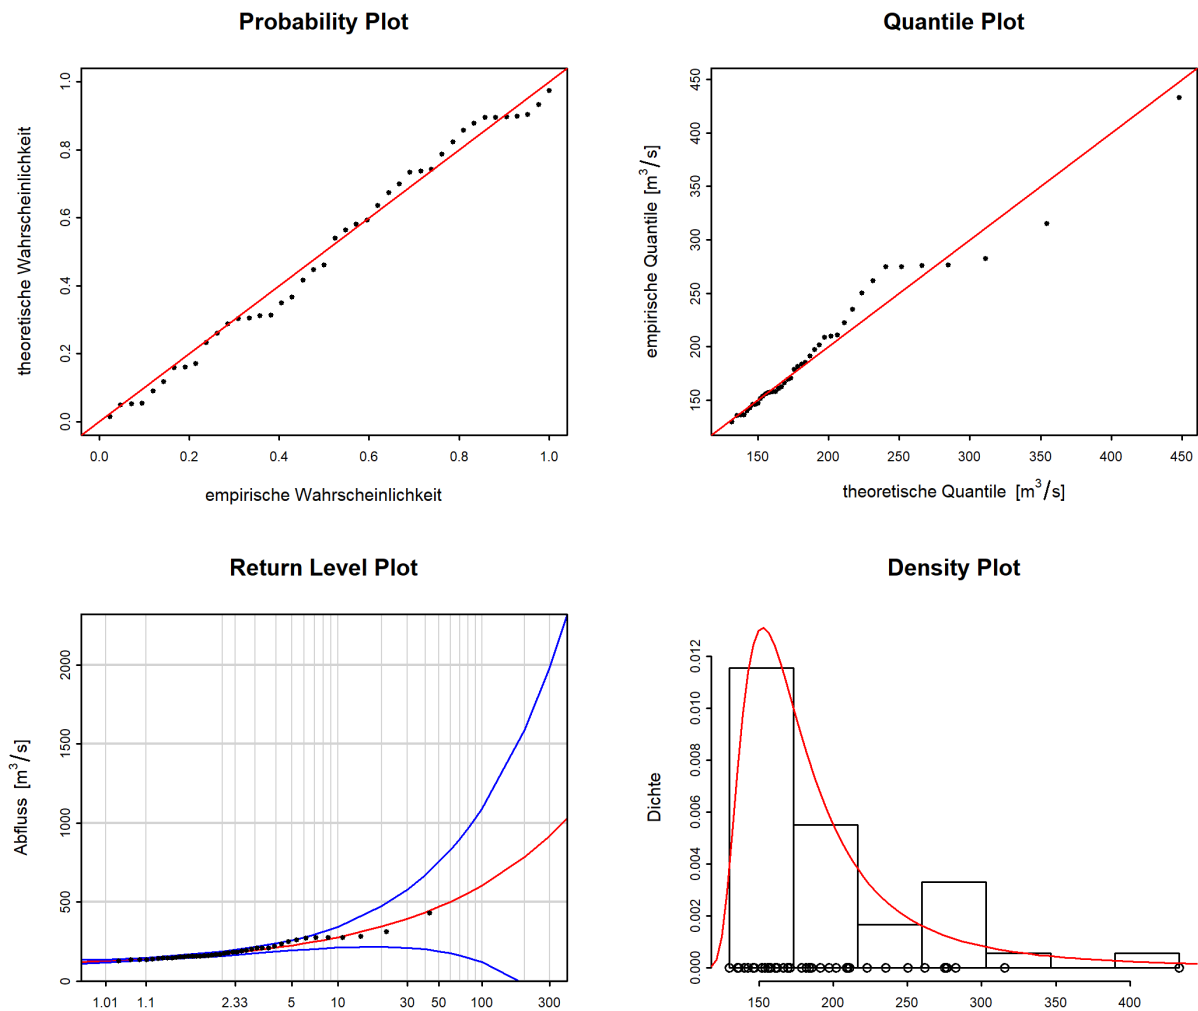 Probability Plot
theoretische Wahrscheinlichkeit
0.0 0.2 0.4 0.6 0.8 1.0
0.0 0.2 0.4 0.6 0.8 1.0
empirische Wahrscheinlichkeit
Quantile Plot
empirische Quantile [m³/s]
150 200 250 300 350 400 450
150 200 250 300 350 400 450
theoretische Quantile [m³/s]
Return Level Plot
Abfluss [m³/s]
0 500 1000 1500 2000
1.01 1.1 2.33 5 10 30 50 100 300
Density Plot
Dichte
0.000 0.002 0.004 0.006 0.008 0.010 0.012
150 200 250 300 350 400